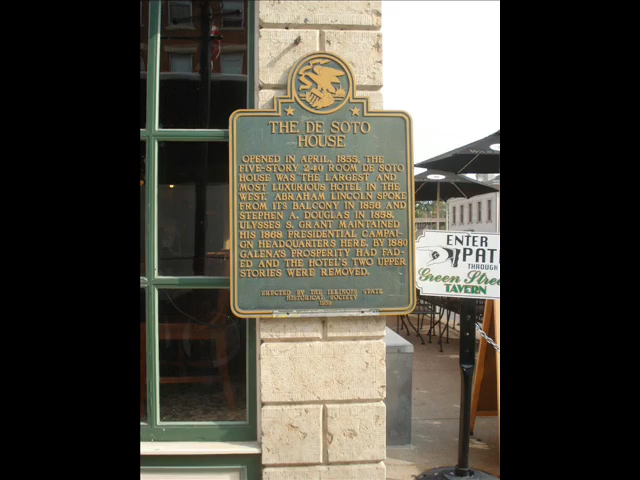 THE DE SOTO
HOUSE
OPENED IN APRIL, 1855, THE
FIVE-STORY 240 ROOM DE SOTO
HOUSE WAS THE LARGEST AND
MOST LUXURIOUS HOTEL IN THE
WEST. ABRAHAM LINCOLN SPOKE
FROM ITS BALCONY IN 1856 AND
STEPHEN A. DOUGLAS IN 1858.
ULYSSES S. GRANT MAINTAINED
HIS 1868 PRESIDENTIAL CAMPAI-
GN HEADQUARTERS HERE. BY 1880
GALENA'S PROSPERITY HAD FAD-
ED AND THE HOTEL'S TWO UPPER
STORIES WERE REMOVED.
ERECTED BY THE ILLINOIS STATE
HISTORICAL SOCIETY
ENTER
PATI
THROUGH
Green Stree
TAVERN